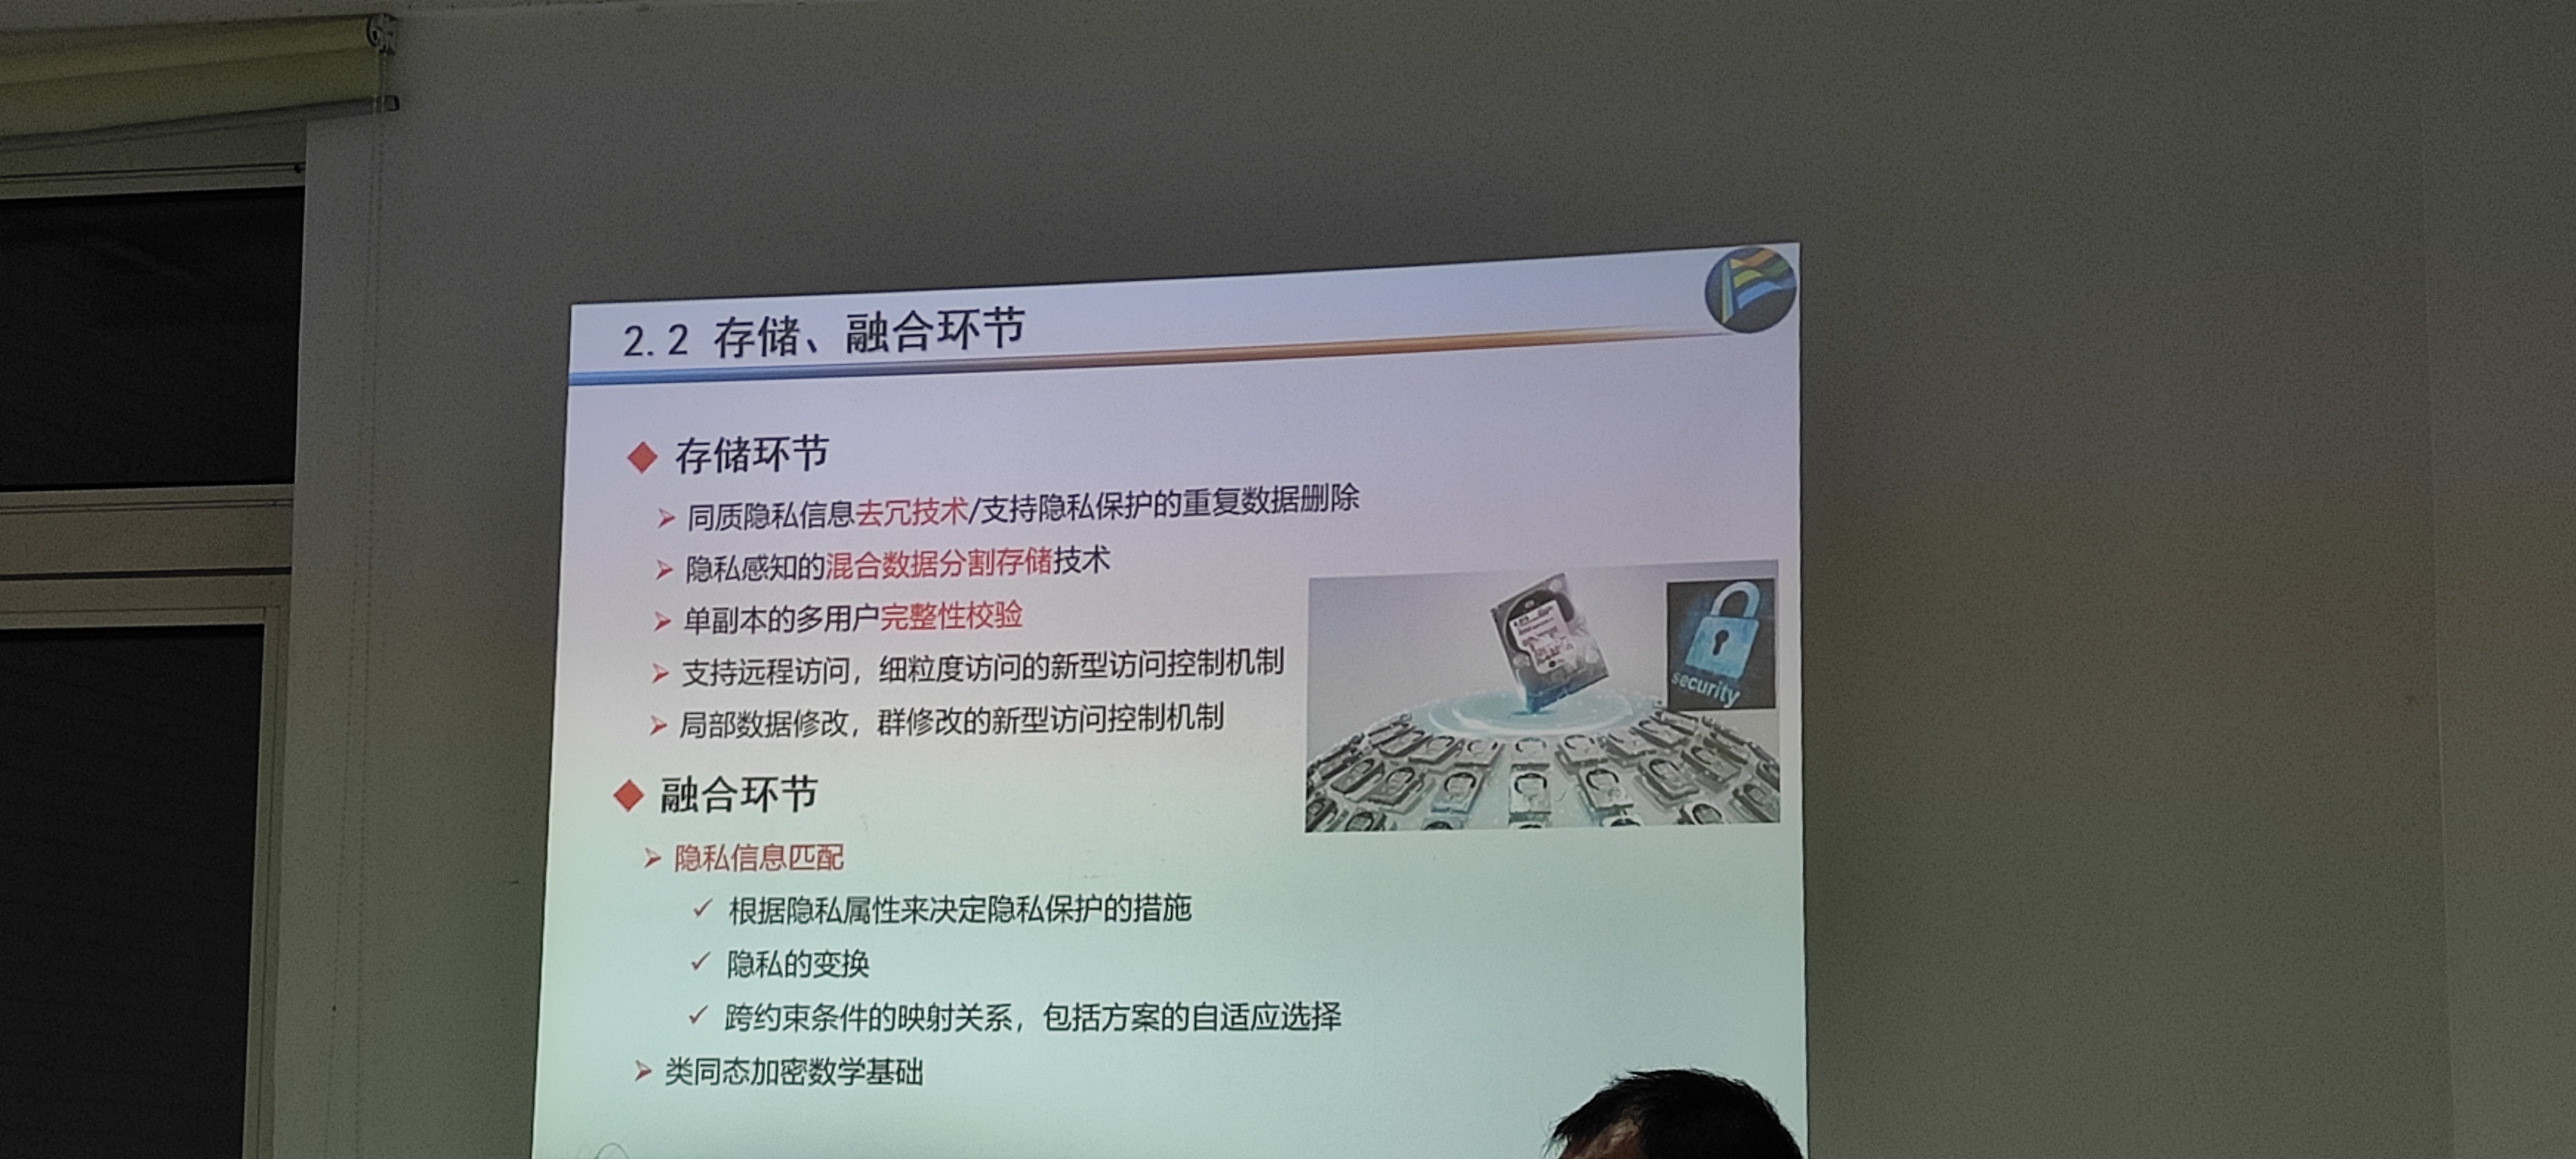 2.2 存储、融合环节
存储环节
同质隐私信息去冗技术/支持隐私保护的重复数据删除
隐私感知的混合数据分割存储技术
单副本的多用户完整性校验
支持远程访问，细粒度访问的新型访问控制机制
局部数据修改，群修改的新型访问控制机制
security
融合环节
隐私信息匹配
根据隐私属性来决定隐私保护的措施
隐私的变换
跨约束条件的映射关系，包括方案的自适应选择
类同态加密数学基础